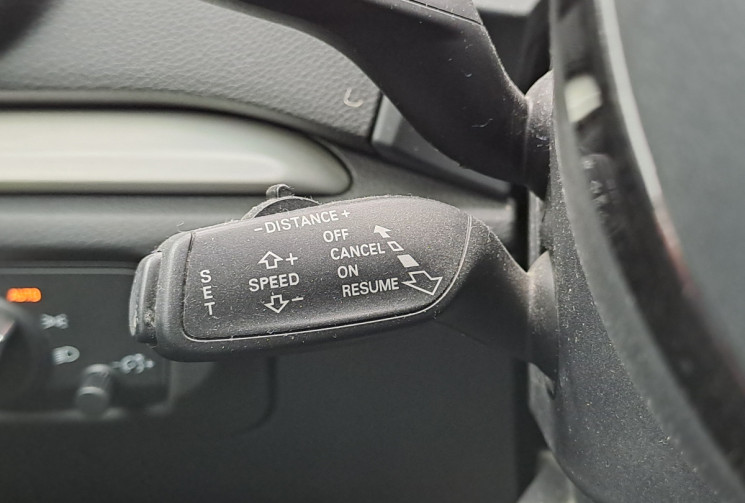 - DISTANCE +
OFF
CANCEL
ON
RESUME
+
SPEED
-
SET